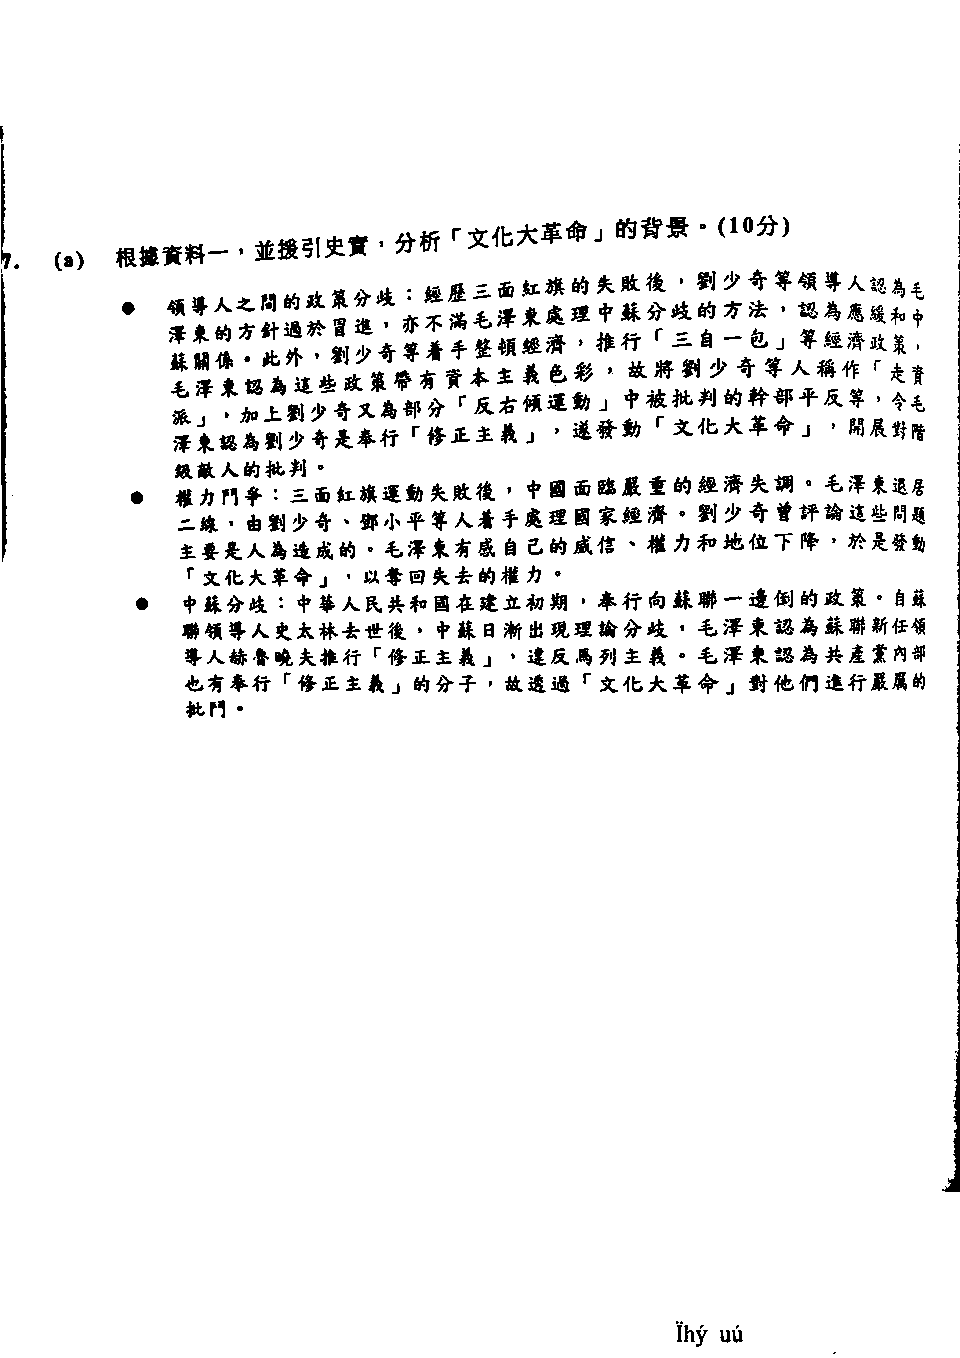 7. (a) 根據資料一，並援引史實，分析「文化大革命」的背景。(10分)
● 領導人之間的政策分歧：經歷三面紅旗的失敗後，劉少奇等領導人認為毛
澤東的方針過於冒進，亦不滿毛澤東處理中蘇分歧的方法，認為應緩和中
蘇關係。此外，劉少奇等着手整頓經濟，推行「三自一包」等經濟政策，
毛澤東認為這些政策帶有資本主義色彩，故將劉少奇等人稱作「走資
派」，加上劉少奇又為部分「反右傾運動」中被批判的幹部平反等，令毛
澤東認為劉少奇是奉行「修正主義」，遂發動「文化大革命」，開展對階
級敵人的批判。
● 權力鬥爭：三面紅旗運動失敗後，中國面臨嚴重的經濟失調。毛澤東退居
二線，由劉少奇、鄧小平等人着手處理國家經濟。劉少奇曾評論這些問題
主要是人為造成的。毛澤東有感自己的威信、權力和地位下降，於是發動
「文化大革命」，以奪回失去的權力。
● 中蘇分歧：中華人民共和國在建立初期，奉行向蘇聯一邊倒的政策。自蘇
聯領導人史太林去世後，中蘇日漸出現理論分歧，毛澤東認為蘇聯新任領
導人赫魯曉夫推行「修正主義」，違反馬列主義。毛澤東認為共產黨內部
也有奉行「修正主義」的分子，故透過「文化大革命」對他們進行嚴厲的
批鬥。
Ïhý uú